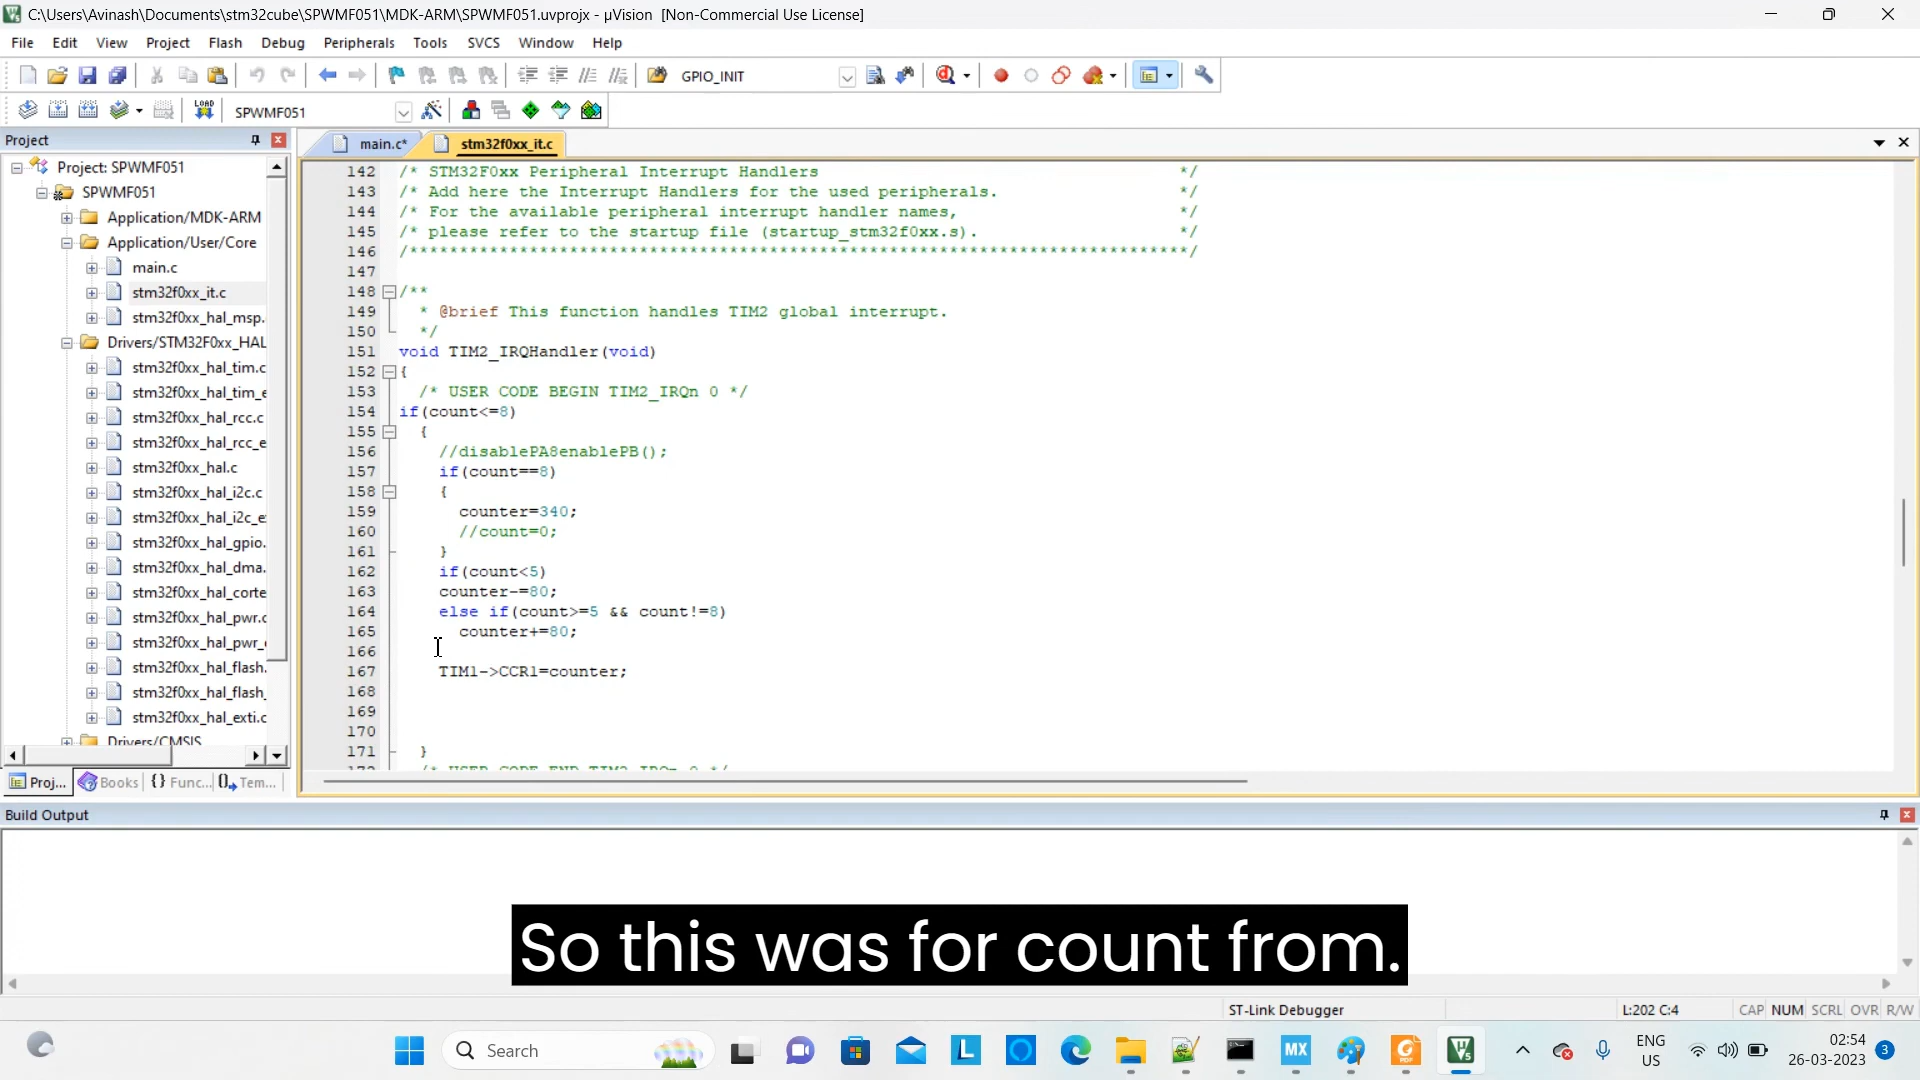 C:\Users\Avinash\Documents\stm32cube\SPWMF051\MDK-ARM\SPWMF051.uvprojx - µVision [Non-Commercial Use License]
File Edit View Project Flash Debug Peripherals Tools SVCS Window Help
GPIO_INIT
LOAD SPWMF051
Project
main.c* stm32f0xx_it.c
Project: SPWMF051
SPWMF051
Application/MDK-ARM
Application/User/Core
main.c
stm32f0xx_it.c
stm32f0xx_hal_msp.
Drivers/STM32F0xx_HAL
stm32f0xx_hal_tim.c
stm32f0xx_hal_tim_e
stm32f0xx_hal_rcc.c
stm32f0xx_hal_rcc_e
stm32f0xx_hal.c
stm32f0xx_hal_i2c.c
stm32f0xx_hal_i2c_e
stm32f0xx_hal_gpio.
stm32f0xx_hal_dma.
stm32f0xx_hal_corte
stm32f0xx_hal_pwr.c
stm32f0xx_hal_pwr_
stm32f0xx_hal_flash.
stm32f0xx_hal_flash_
stm32f0xx_hal_exti.c
Drivers/CMSIS
Proj... Books {} Func... Tem...
142 /* STM32F0xx Peripheral Interrupt Handlers */
143 /* Add here the Interrupt Handlers for the used peripherals. */
144 /* For the available peripheral interrupt handler names, */
145 /* please refer to the startup file (startup_stm32f0xx.s). */
146 /******************************************************************************/
147
148 /**
149 * @brief This function handles TIM2 global interrupt.
150 */
151 void TIM2_IRQHandler(void)
152 {
153 /* USER CODE BEGIN TIM2_IRQn 0 */
154 if(count<=8)
155 {
156 //disablePA8enablePB();
157 if(count==8)
158 {
159 counter=340;
160 //count=0;
161 }
162 if(count<5)
163 counter-=80;
164 else if(count>=5 && count!=8)
165 counter+=80;
166
167 TIM1->CCR1=counter;
168
169
170
171 }
172 /* USER CODE END TIM2_IRQn 0 */
Build Output
So this was for count from.
ST-Link Debugger L:202 C:4 CAP NUM SCRL OVR R/W
Search
ENG
US
02:54
26-03-2023
3